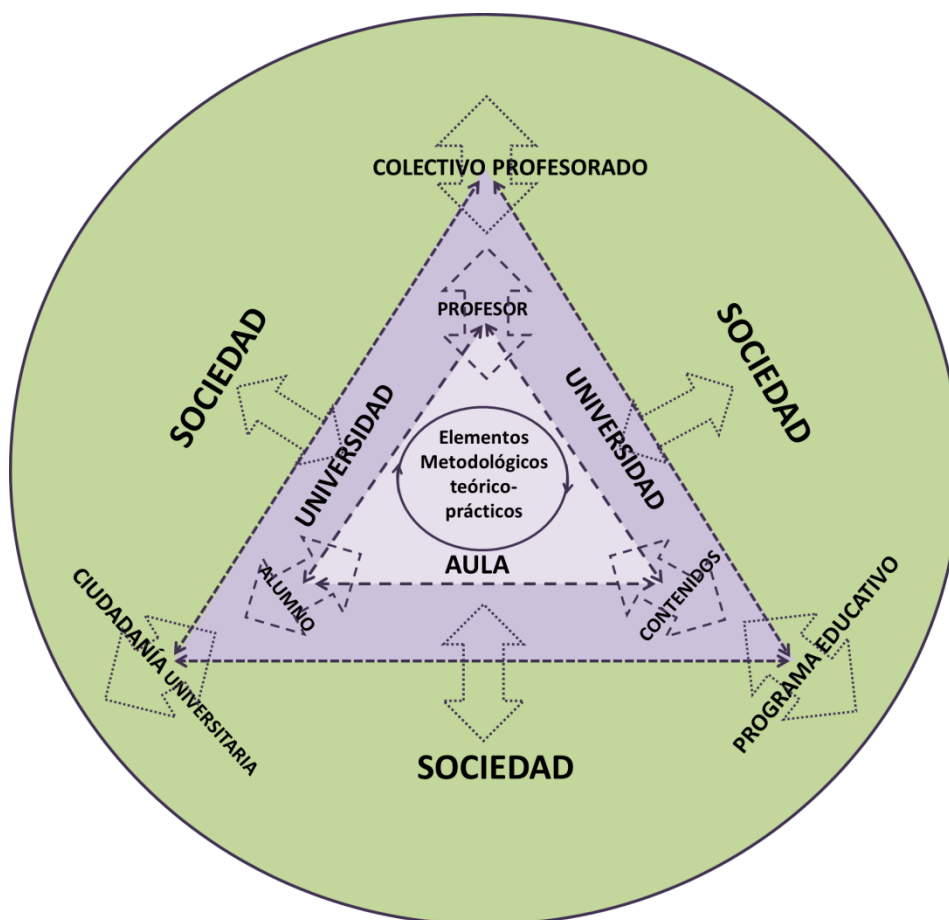 COLECTIVO PROFESORADO
PROFESOR
SOCIEDAD
SOCIEDAD
UNIVERSIDAD
UNIVERSIDAD
Elementos
Metodológicos
teórico-
prácticos
AULA
ALUMNO
CONTENIDOS
CIUDADANÍA UNIVERSITARIA
PROGRAMA EDUCATIVO
SOCIEDAD